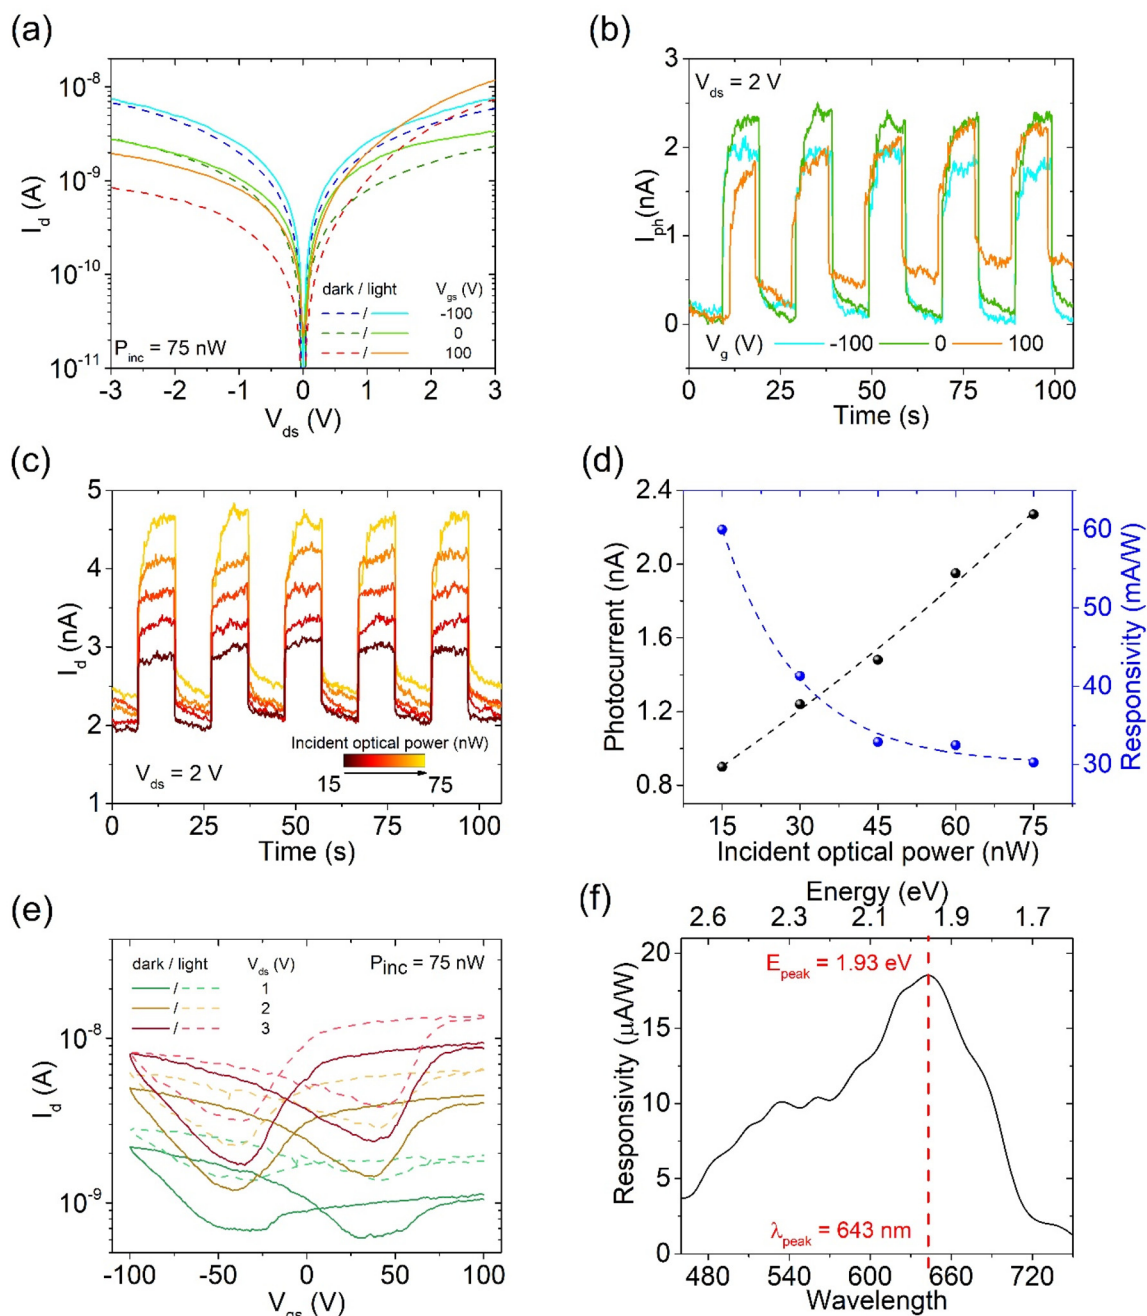 (a)
I_d (A)
10^-8
10^-9
10^-10
10^-11
dark / light V_gs (V)
/ -100
/ 0
/ 100
P_inc = 75 nW
-3 -2 -1 0 1 2 3
V_ds (V)
(b)
V_ds = 2 V
I_ph(nA)
3
2
1
0
V_g (V) -100 0 100
0 25 50 75 100
Time (s)
(c)
I_d (nA)
5
4
3
2
1
Incident optical power (nW)
15 75
V_ds = 2 V
0 25 50 75 100
Time (s)
(d)
Photocurrent (nA)
2.4
2.0
1.6
1.2
0.8
Responsivity (mA/W)
60
50
40
30
15 30 45 60 75
Incident optical power (nW)
(e)
dark / light V_ds (V)
/ 1
/ 2
/ 3
P_inc = 75 nW
I_d (A)
10^-8
10^-9
-100 -50 0 50 100
V_gs (V)
(f)
Energy (eV)
2.6 2.3 2.1 1.9 1.7
Responsivity (μA/W)
20
15
10
5
0
E_peak = 1.93 eV
λ_peak = 643 nm
480 540 600 660 720
Wavelength